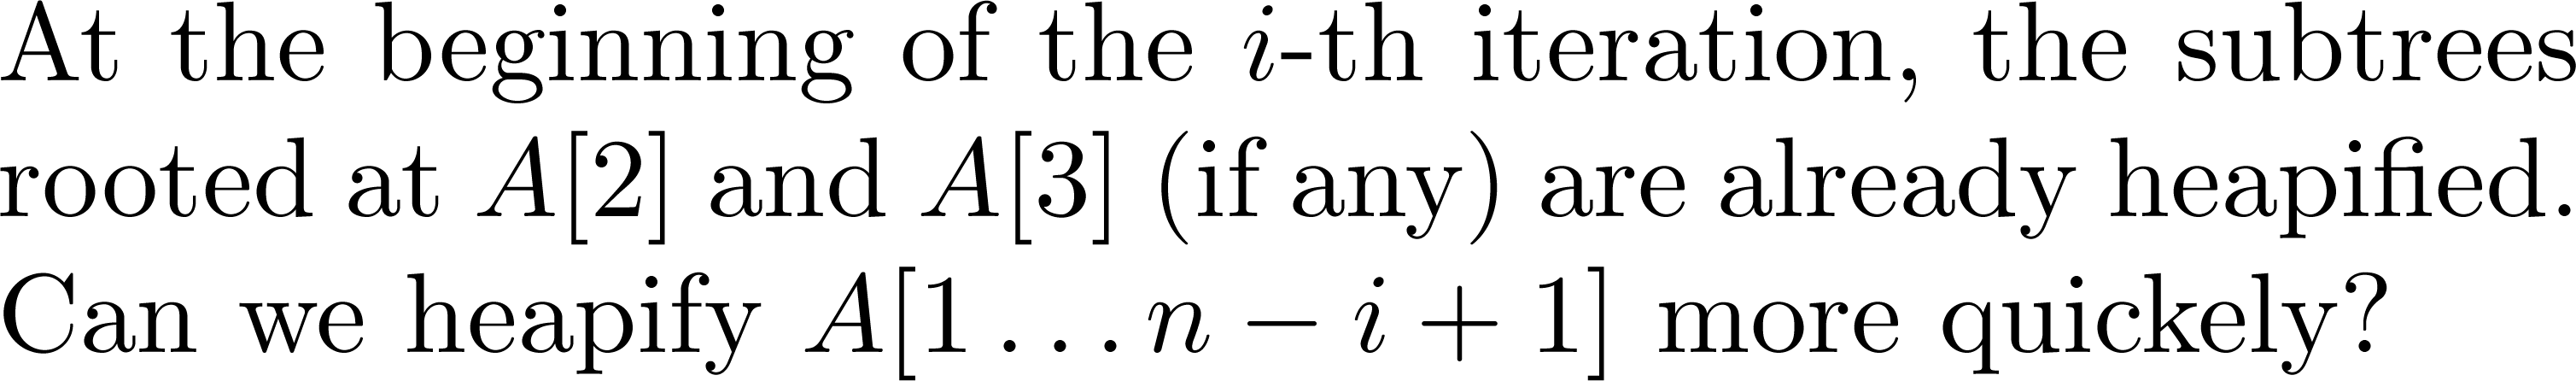 At the beginning of the i-th iteration, the subtrees
rooted at A[2] and A[3] (if any) are already heapified.
Can we heapify A[1 . . . n − i + 1] more quickely?